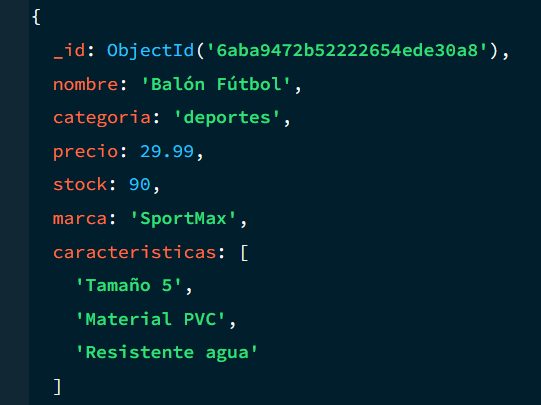 {
_id: ObjectId('6aba9472b52222654ede30a8'),
nombre: 'Balón Fútbol',
categoria: 'deportes',
precio: 29.99,
stock: 90,
marca: 'SportMax',
caracteristicas: [
'Tamaño 5',
'Material PVC',
'Resistente agua'
]